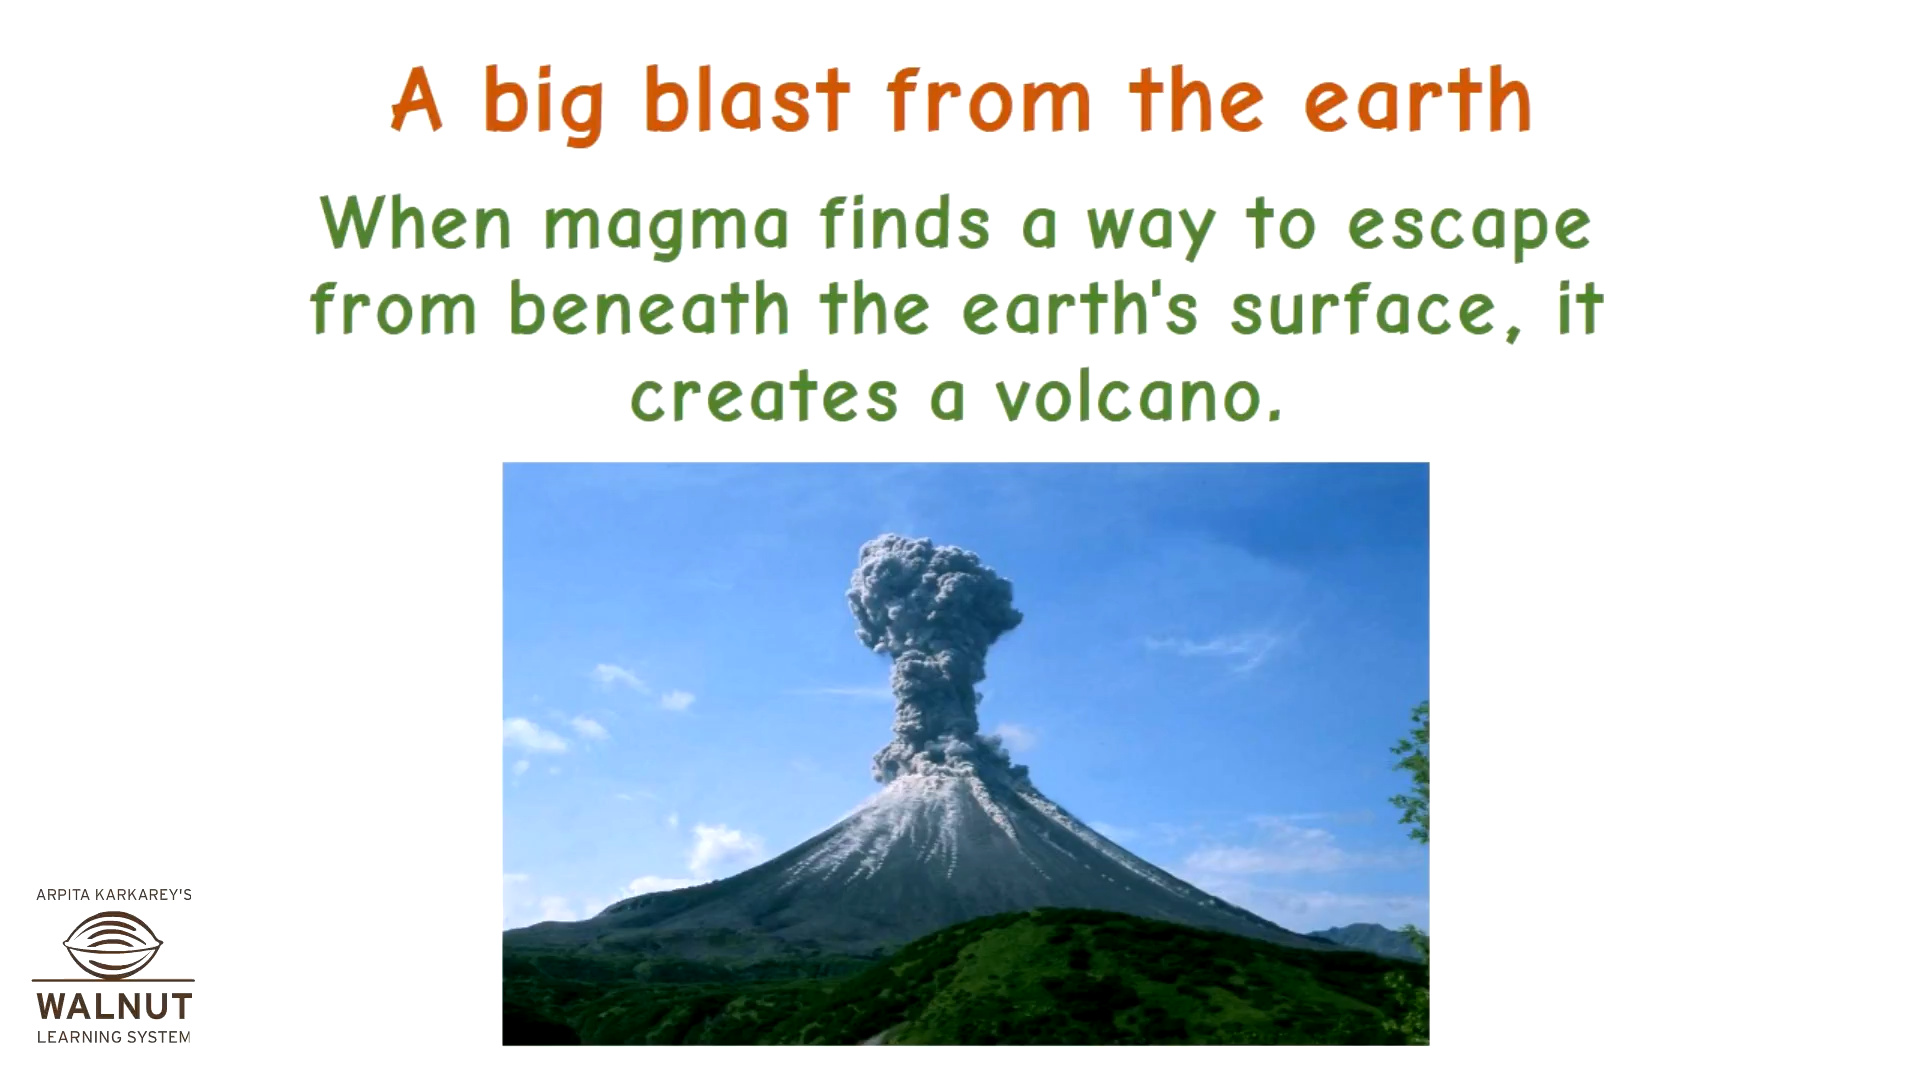 A big blast from the earth
When magma finds a way to escape
from beneath the earth's surface, it
creates a volcano.
ARPITA KARKAREY'S
WALNUT
LEARNING SYSTEM